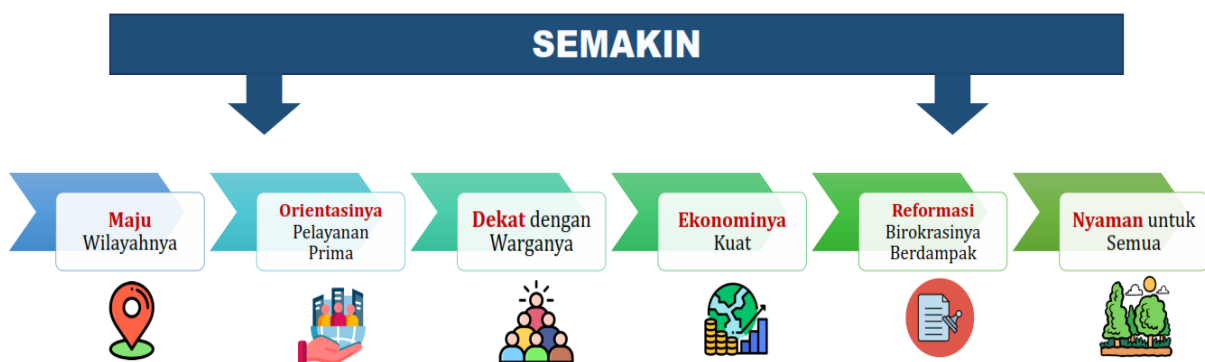 SEMAKIN
Maju
Wilayahnya
Orientasinya
Pelayanan
Prima
Dekat dengan
Warganya
Ekonominya
Kuat
Reformasi
Birokrasinya
Berdampak
Nyaman untuk
Semua